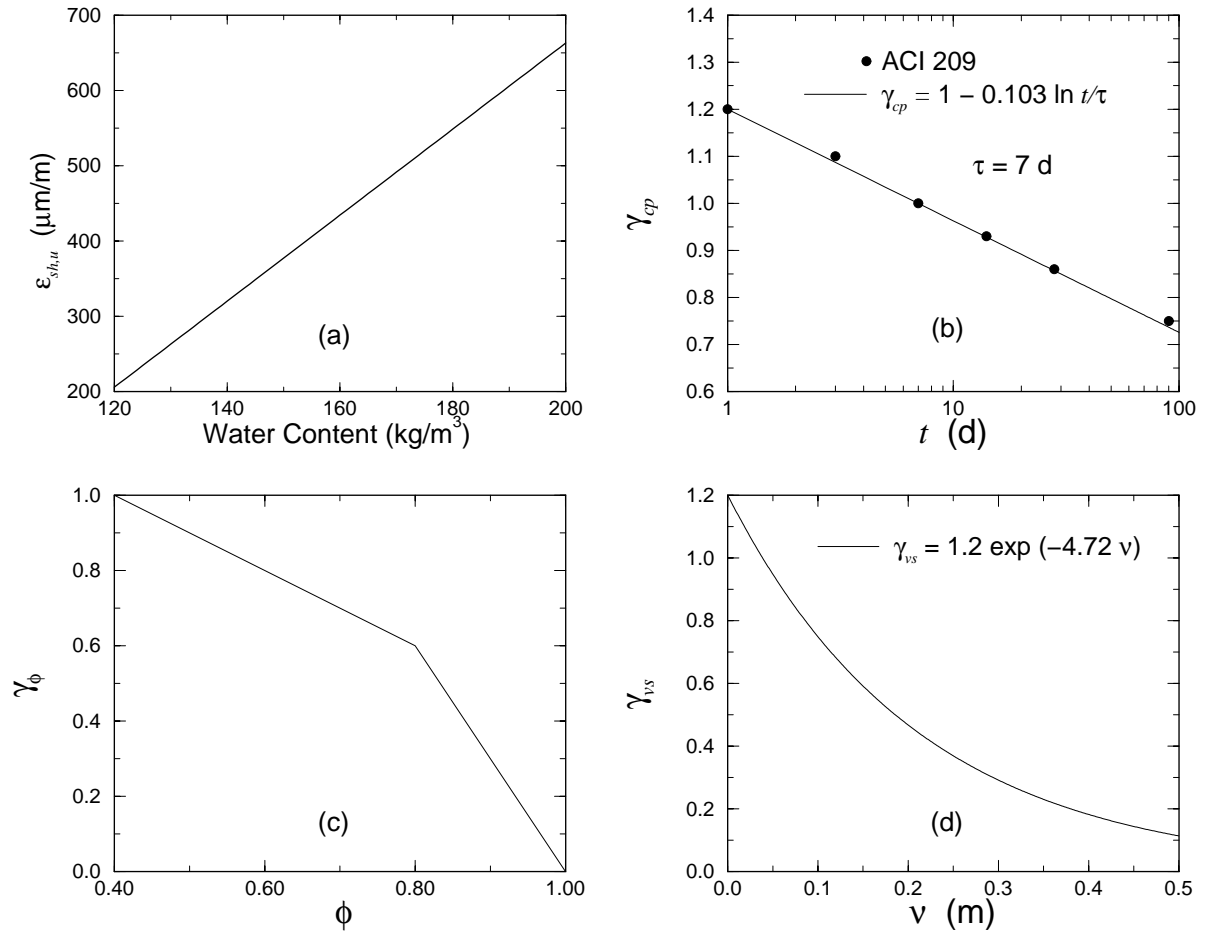 700
600
500
400
300
200
ε_sh,u (μm/m)
(a)
120 140 160 180 200
Water Content (kg/m³)
1.4
1.3
1.2
1.1
1.0
0.9
0.8
0.7
0.6
γ_cp
ACI 209
γ_cp = 1 − 0.103 ln t/τ
τ = 7 d
(b)
1 10 100
t (d)
1.0
0.8
0.6
0.4
0.2
0.0
γ_ϕ
(c)
0.40 0.60 0.80 1.00
ϕ
1.2
1.0
0.8
0.6
0.4
0.2
0.0
γ_vs
γ_vs = 1.2 exp (−4.72 ν)
(d)
0.0 0.1 0.2 0.3 0.4 0.5
ν (m)